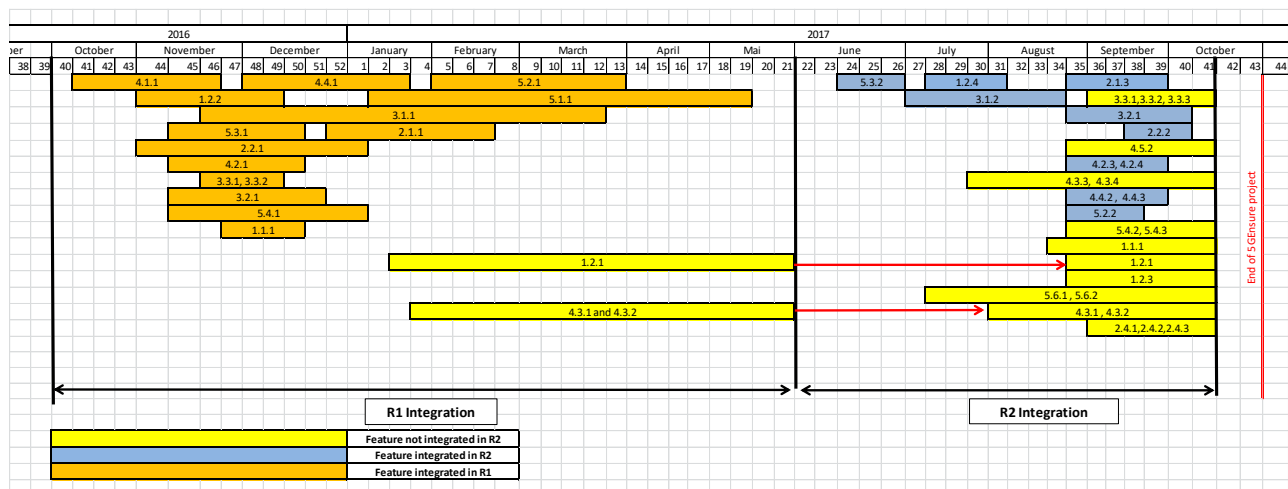 2016 2017
ber October November December January February March April Mai June July August September October
38 39 40 41 42 43 44 45 46 47 48 49 50 51 52 1 2 3 4 5 6 7 8 9 10 11 12 13 14 15 16 17 18 19 20 21 22 23 24 25 26 27 28 29 30 31 32 33 34 35 36 37 38 39 40 41 42 43 44
4.1.1 4.4.1 5.2.1 5.3.2 1.2.4 2.1.3
1.2.2 5.1.1 3.1.2 3.3.1,3.3.2, 3.3.3
3.1.1 3.2.1
5.3.1 2.1.1 2.2.2
2.2.1 4.5.2
4.2.1 4.2.3, 4.2.4
3.3.1, 3.3.2 4.3.3, 4.3.4
3.2.1 4.4.2 , 4.4.3
5.4.1 5.2.2
1.1.1 5.4.2, 5.4.3
1.1.1
1.2.1 1.2.1
1.2.3
5.6.1 , 5.6.2
4.3.1 and 4.3.2 4.3.1 , 4.3.2
2.4.1,2.4.2,2.4.3
End of 5 GEnsure project
R1 Integration R2 Integration
Feature not integrated in R2
Feature integrated in R2
Feature integrated in R1